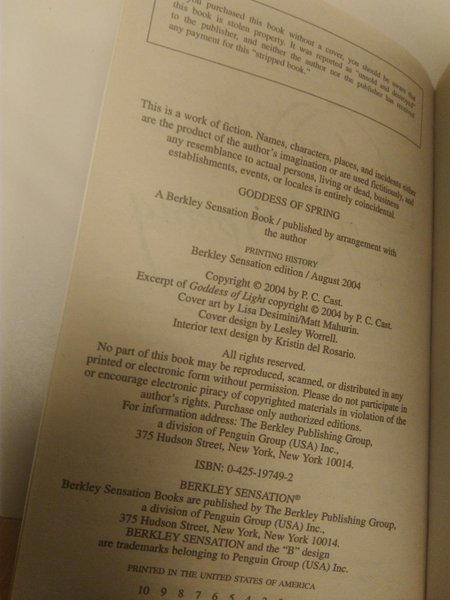 you purchased this book without a cover, you should be aware that
this book is stolen property. It was reported as "unsold and destroyed"
to the publisher, and neither the author nor the publisher has received
any payment for this "stripped book."
This is a work of fiction. Names, characters, places, and incidents either
are the product of the author's imagination or are used fictitiously, and
any resemblance to actual persons, living or dead, business
establishments, events, or locales is entirely coincidental.
GODDESS OF SPRING
A Berkley Sensation Book / published by arrangement with
the author
PRINTING HISTORY
Berkley Sensation edition / August 2004
Copyright © 2004 by P. C. Cast.
Excerpt of Goddess of Light copyright © 2004 by P. C. Cast.
Cover art by Lisa Desimini/Matt Mahurin.
Cover design by Lesley Worrell.
Interior text design by Kristin del Rosario.
All rights reserved.
No part of this book may be reproduced, scanned, or distributed in any
printed or electronic form without permission. Please do not participate in
or encourage electronic piracy of copyrighted materials in violation of the
author's rights. Purchase only authorized editions.
For information address: The Berkley Publishing Group,
a division of Penguin Group (USA) Inc.,
375 Hudson Street, New York, New York 10014.
ISBN: 0-425-19749-2
BERKLEY SENSATION®
Berkley Sensation Books are published by The Berkley Publishing Group,
a division of Penguin Group (USA) Inc.,
375 Hudson Street, New York, New York 10014.
BERKLEY SENSATION and the "B" design
are trademarks belonging to Penguin Group (USA) Inc.
PRINTED IN THE UNITED STATES OF AMERICA
10 9 8 7 6 5 4